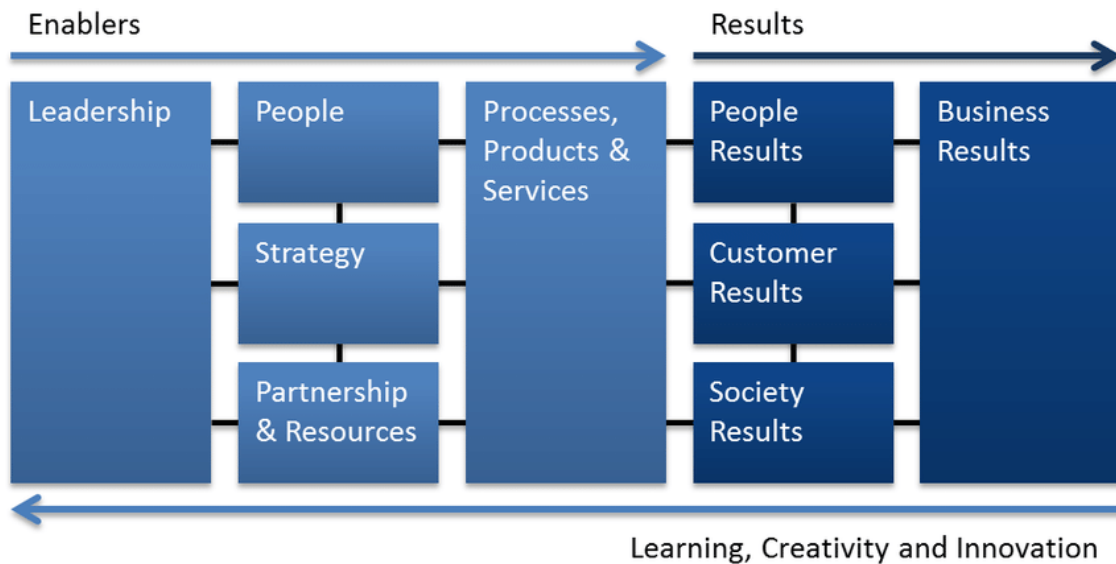 Enablers
Results
Leadership
People
Processes,
Products &
Services
People
Results
Business
Results
Strategy
Customer
Results
Partnership
& Resources
Society
Results
Learning, Creativity and Innovation